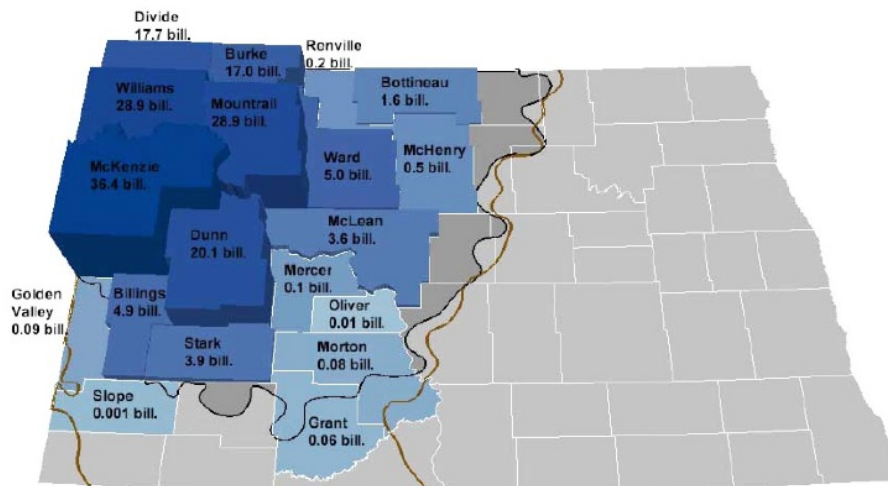 Divide
17.7 bill.
Burke
17.0 bill.
Renville
0.2 bill.
Bottineau
1.6 bill.
Williams
28.9 bill.
Mountrail
28.9 bill.
Ward
5.0 bill.
McHenry
0.5 bill.
McKenzie
36.4 bill.
McLean
3.6 bill.
Dunn
20.1 bill.
Mercer
0.1 bill.
Golden
Valley
0.09 bill.
Billings
4.9 bill.
Oliver
0.01 bill.
Stark
3.9 bill.
Morton
0.08 bill.
Slope
0.001 bill.
Grant
0.06 bill.